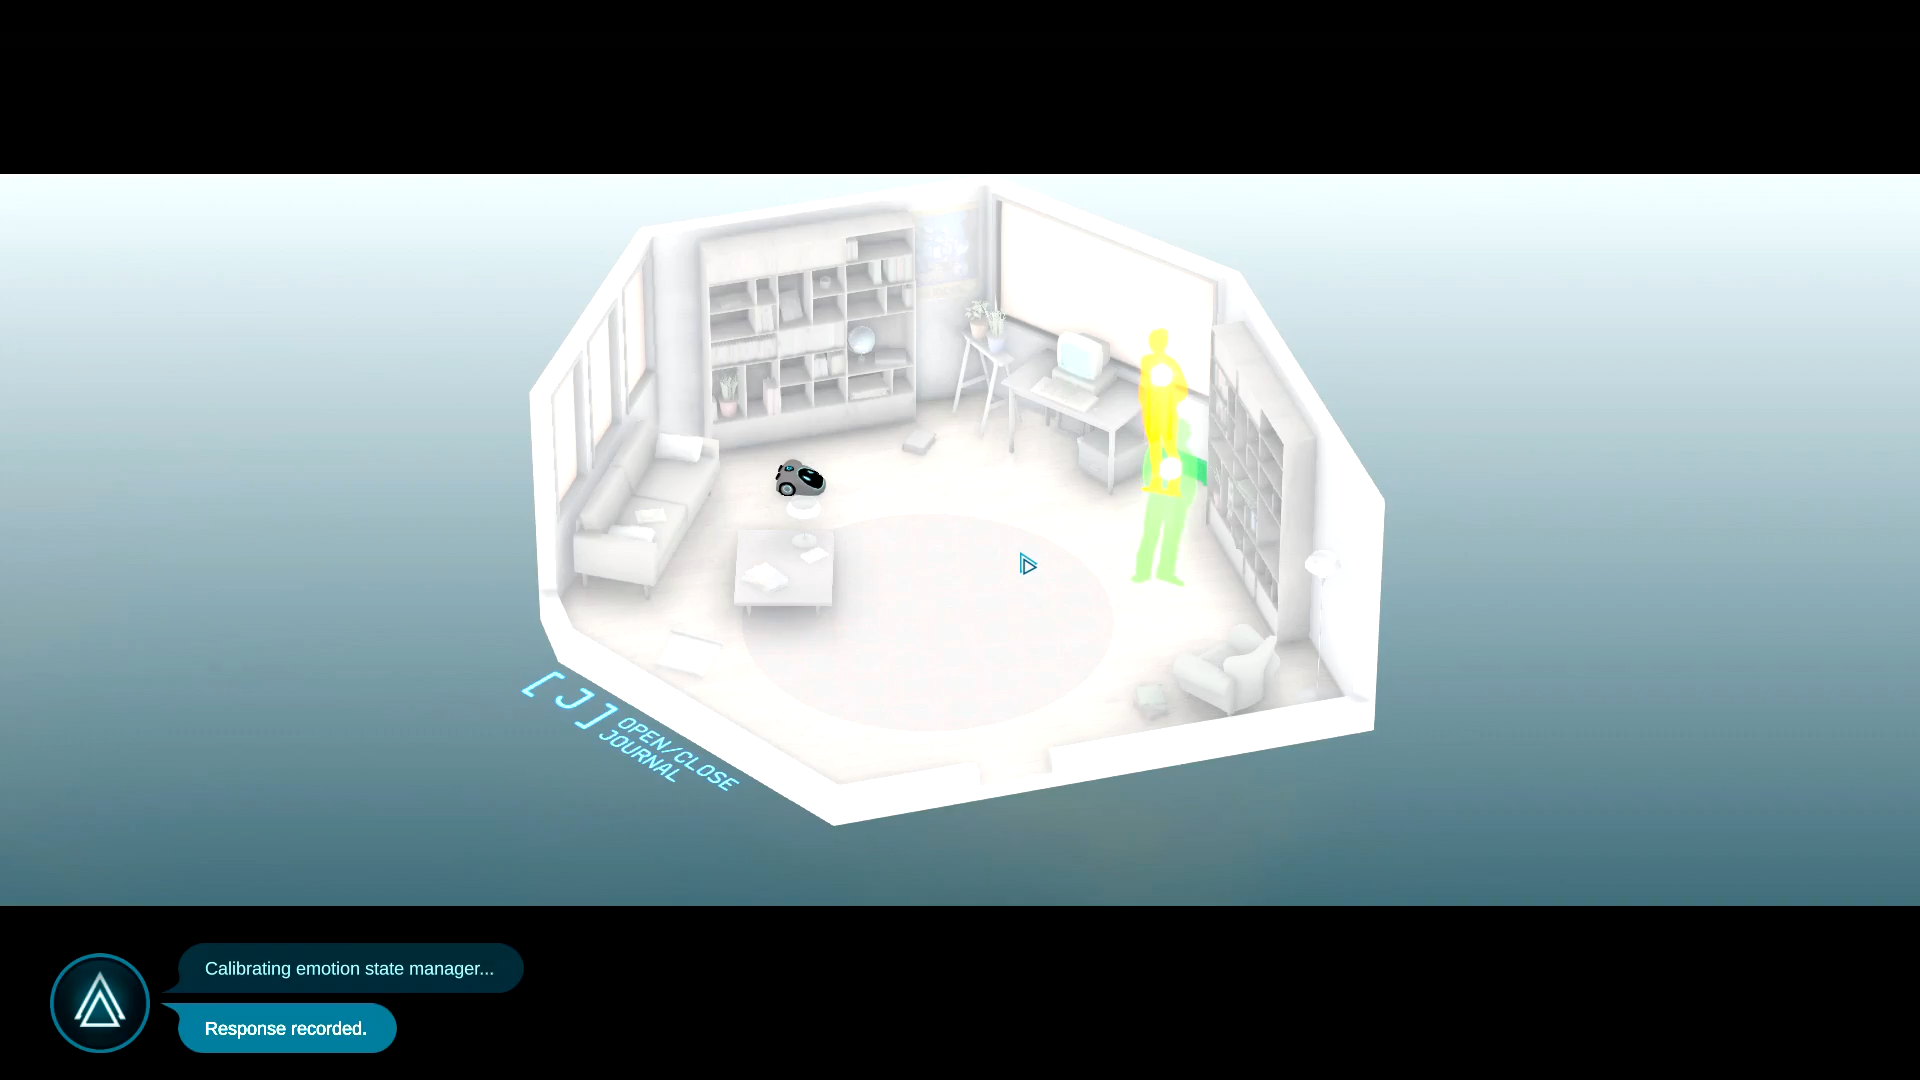 [J] OPEN/CLOSE
JOURNAL
Calibrating emotion state manager...
Response recorded.